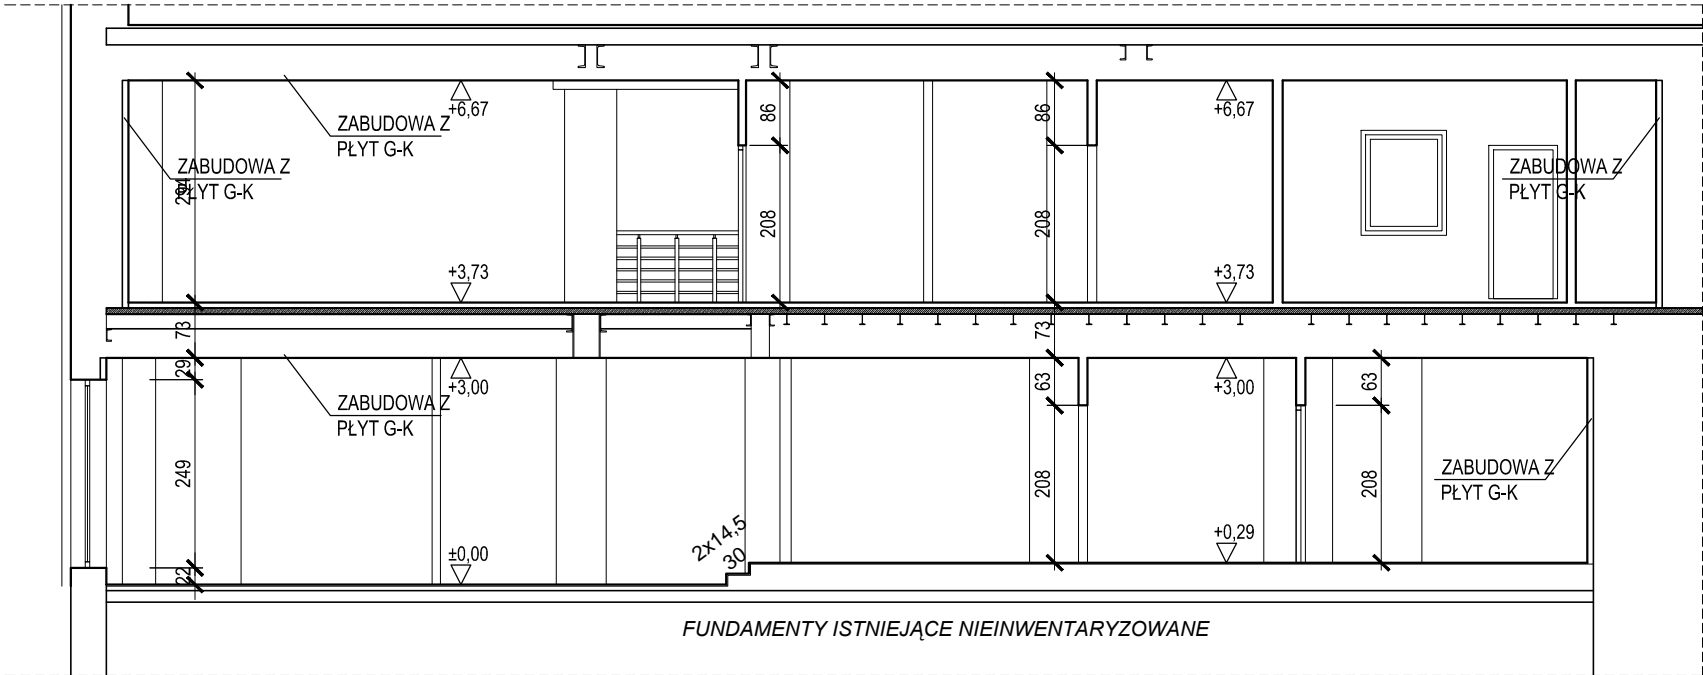 +6,67
86
86
+6,67
ZABUDOWA Z
PŁYT G-K
ZABUDOWA Z
PŁYT G-K
294
ZABUDOWA Z
PŁYT G-K
208
208
+3,73
+3,73
73
73
29
+3,00
63
+3,00
63
ZABUDOWA Z
PŁYT G-K
249
208
208
ZABUDOWA Z
PŁYT G-K
2x14,5
30
±0,00
+0,29
22
FUNDAMENTY ISTNIEJĄCE NIEINWENTARYZOWANE